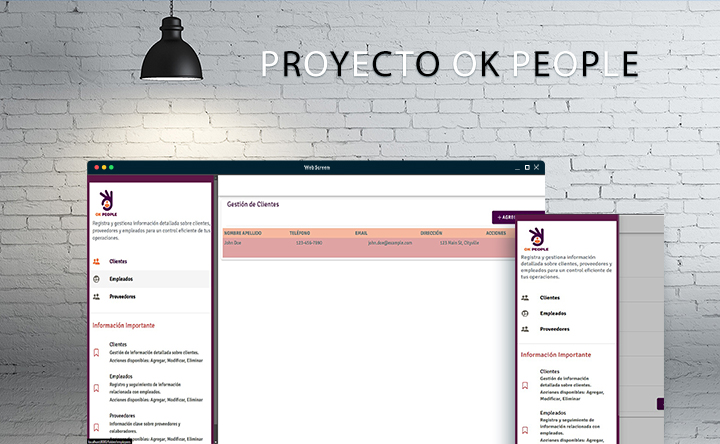 PROYECTO OK PEOPLE
Web Screen
OK PEOPLE
Registra y gestiona información detallada sobre clientes,
proveedores y empleados para un control eficiente de tus
operaciones.
Clientes
Empleados
Proveedores
Información Importante
Clientes
Gestión de información detallada sobre clientes.
Acciones disponibles: Agregar, Modificar, Eliminar
Empleados
Registro y seguimiento de información
relacionada con empleados.
Acciones disponibles: Agregar, Modificar, Eliminar
Proveedores
Información clave sobre proveedores y
colaboradores.
Acciones disponibles: Agregar, Modificar, Eliminar
Gestión de Clientes
NOMBRE APELLIDO TELÉFONO EMAIL DIRECCIÓN ACCIONES
John Doe 123-456-7890 john.doe@example.com 123 Main St, Cityville
OK PEOPLE
Registra y gestiona información
detallada sobre clientes, proveedores y
empleados para un control eficiente de
tus operaciones.
Clientes
Empleados
Proveedores
Información Importante
Clientes
Gestión de información
detallada sobre clientes.
Acciones disponibles: Agregar,
Modificar, Eliminar
Empleados
Registro y seguimiento de
información relacionada con
empleados.
Acciones disponibles: Agregar,